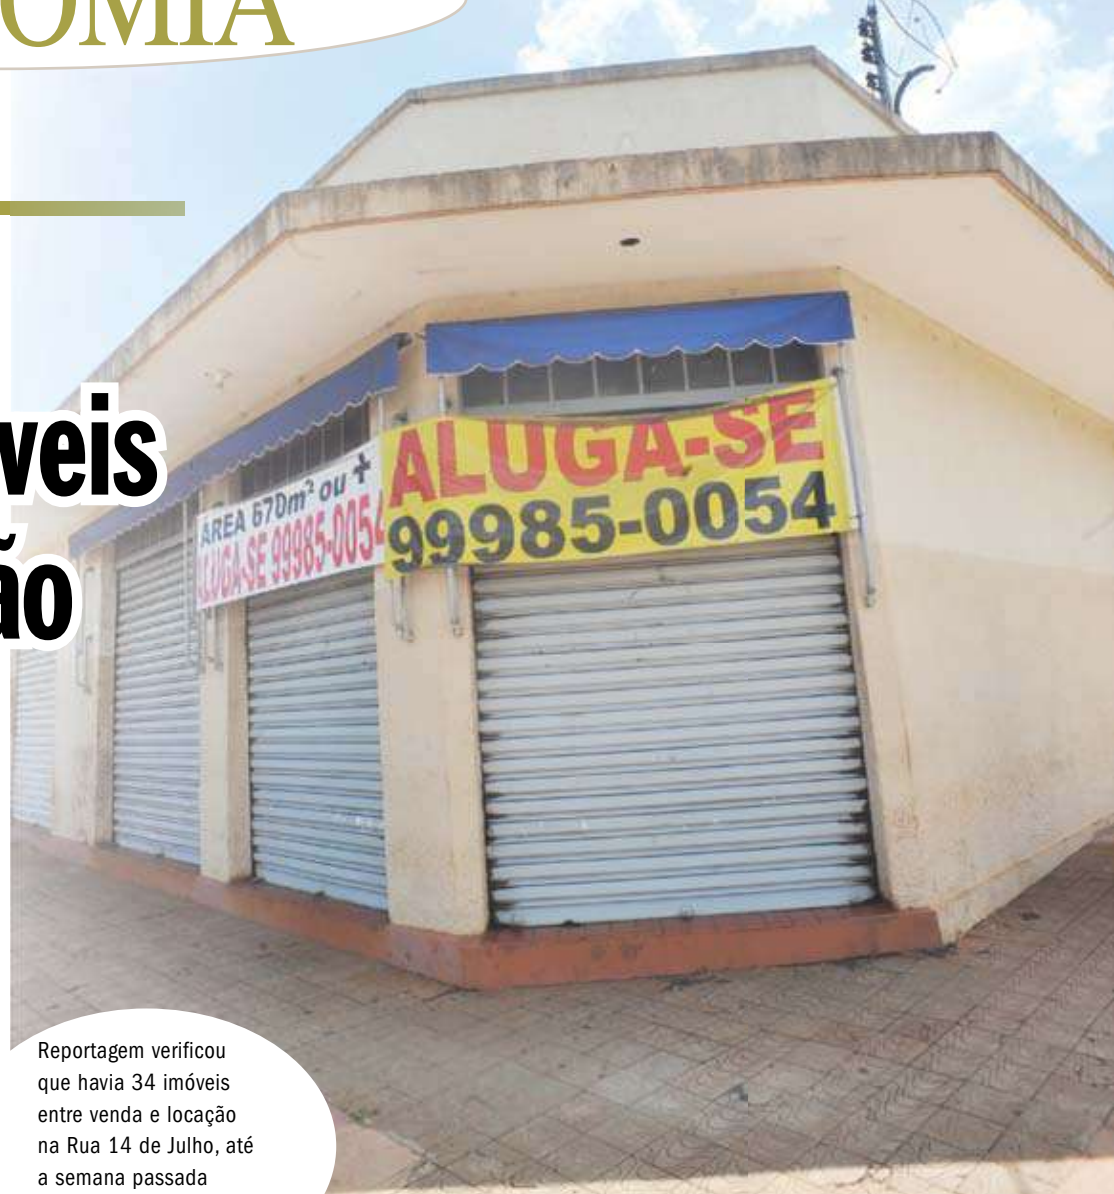 OMIA
veis
ão
ÁREA 670m² ou +
ALUGA-SE 99985-0054
ALUGA-SE
99985-0054
Reportagem verificou
que havia 34 imóveis
entre venda e locação
na Rua 14 de Julho, até
a semana passada